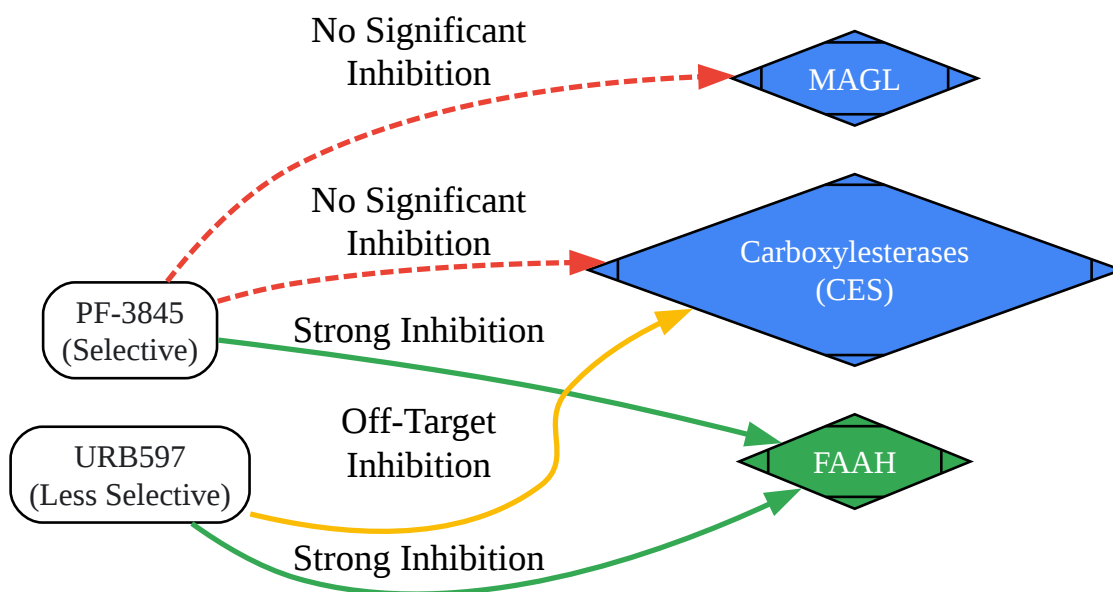 No Significant
Inhibition
MAGL
No Significant
Inhibition
Carboxylesterases
(CES)
PF-3845
(Selective)
Strong Inhibition
Off-Target
Inhibition
URB597
(Less Selective)
FAAH
Strong Inhibition